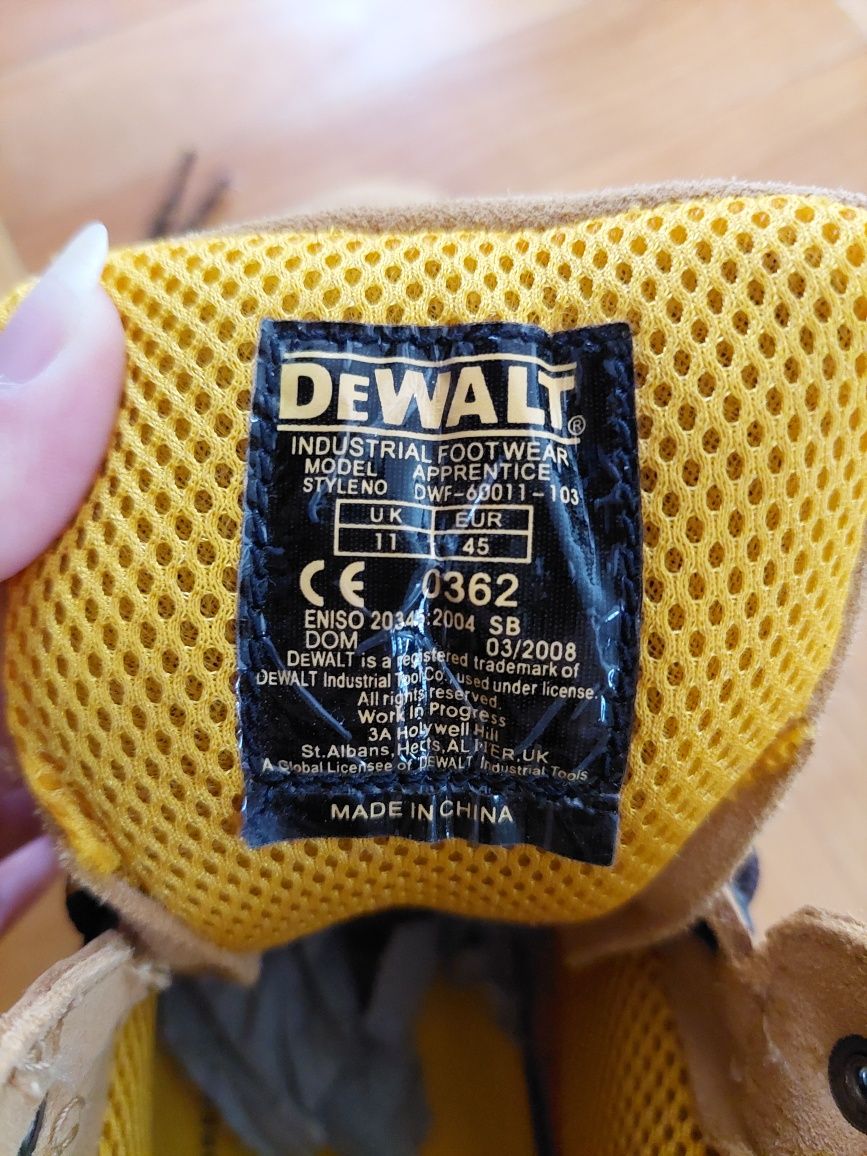 DEWALT®
INDUSTRIAL FOOTWEAR
MODEL APPRENTICE
STYLENO DWF-60011-103
UK EUR
11 45
CE 0362
ENISO 20345:2004 SB
DOM 03/2008
DEWALT is a registered trademark of
DEWALT Industrial Tool Co., used under license.
All rights reserved
Work In Progress
3A Holywell Hill
St.Albans, Herts, UK
A Global Licensee of DEWALT Industrial Tools
MADE IN CHINA